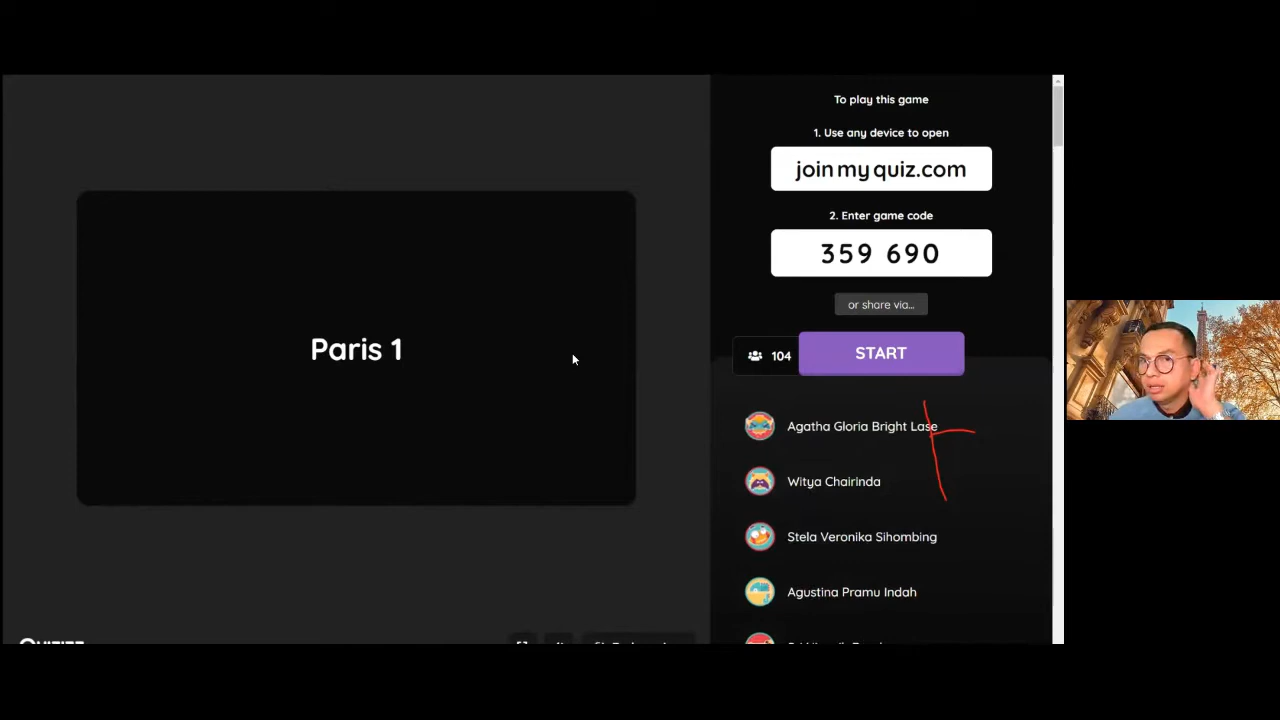 To play this game
1. Use any device to open
joinmyquiz.com
2. Enter game code
359 690
or share via...
Paris 1
104
START
Agatha Gloria Bright Lase
Witya Chairinda
Stela Veronika Sihombing
Agustina Pramu Indah